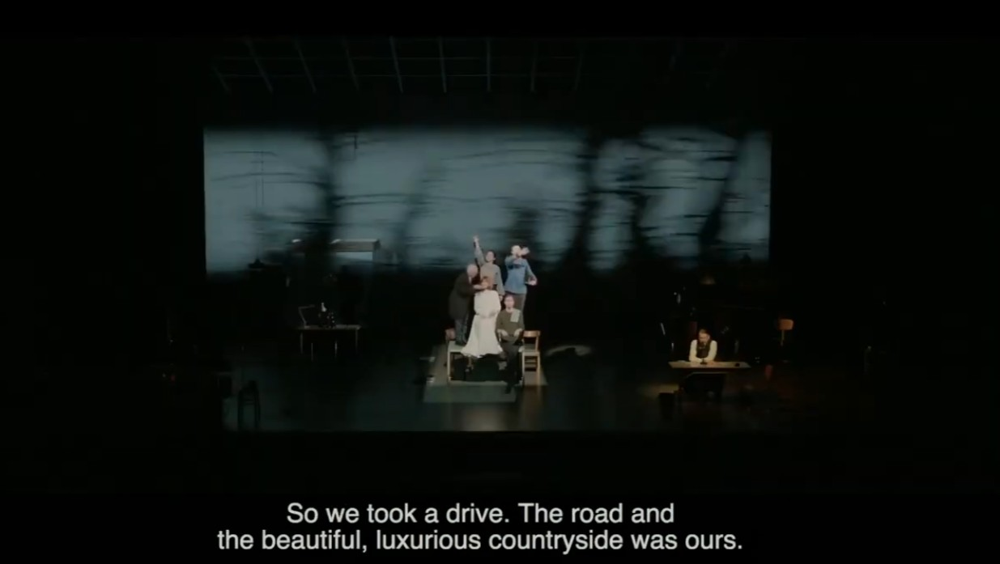 So we took a drive. The road and
the beautiful, luxurious countryside was ours.